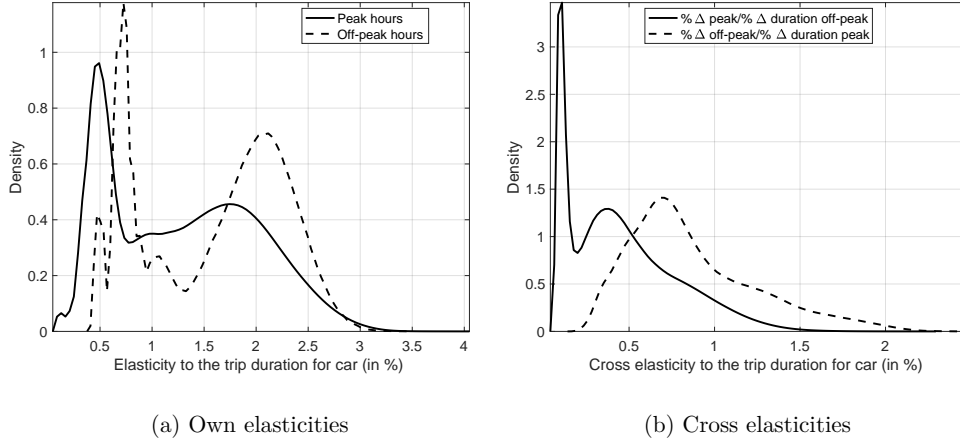 Peak hours
Off-peak hours
1
0.8
0.6
0.4
0.2
0
Density
0.5
1
1.5
2
2.5
3
3.5
4
Elasticity to the trip duration for car (in %)
(a) Own elasticities
% Δ peak/% Δ duration off-peak
% Δ off-peak/% Δ duration peak
3.5
3
2.5
2
1.5
1
0.5
0
Density
0.5
1
1.5
2
Cross elasticity to the trip duration for car (in %)
(b) Cross elasticities